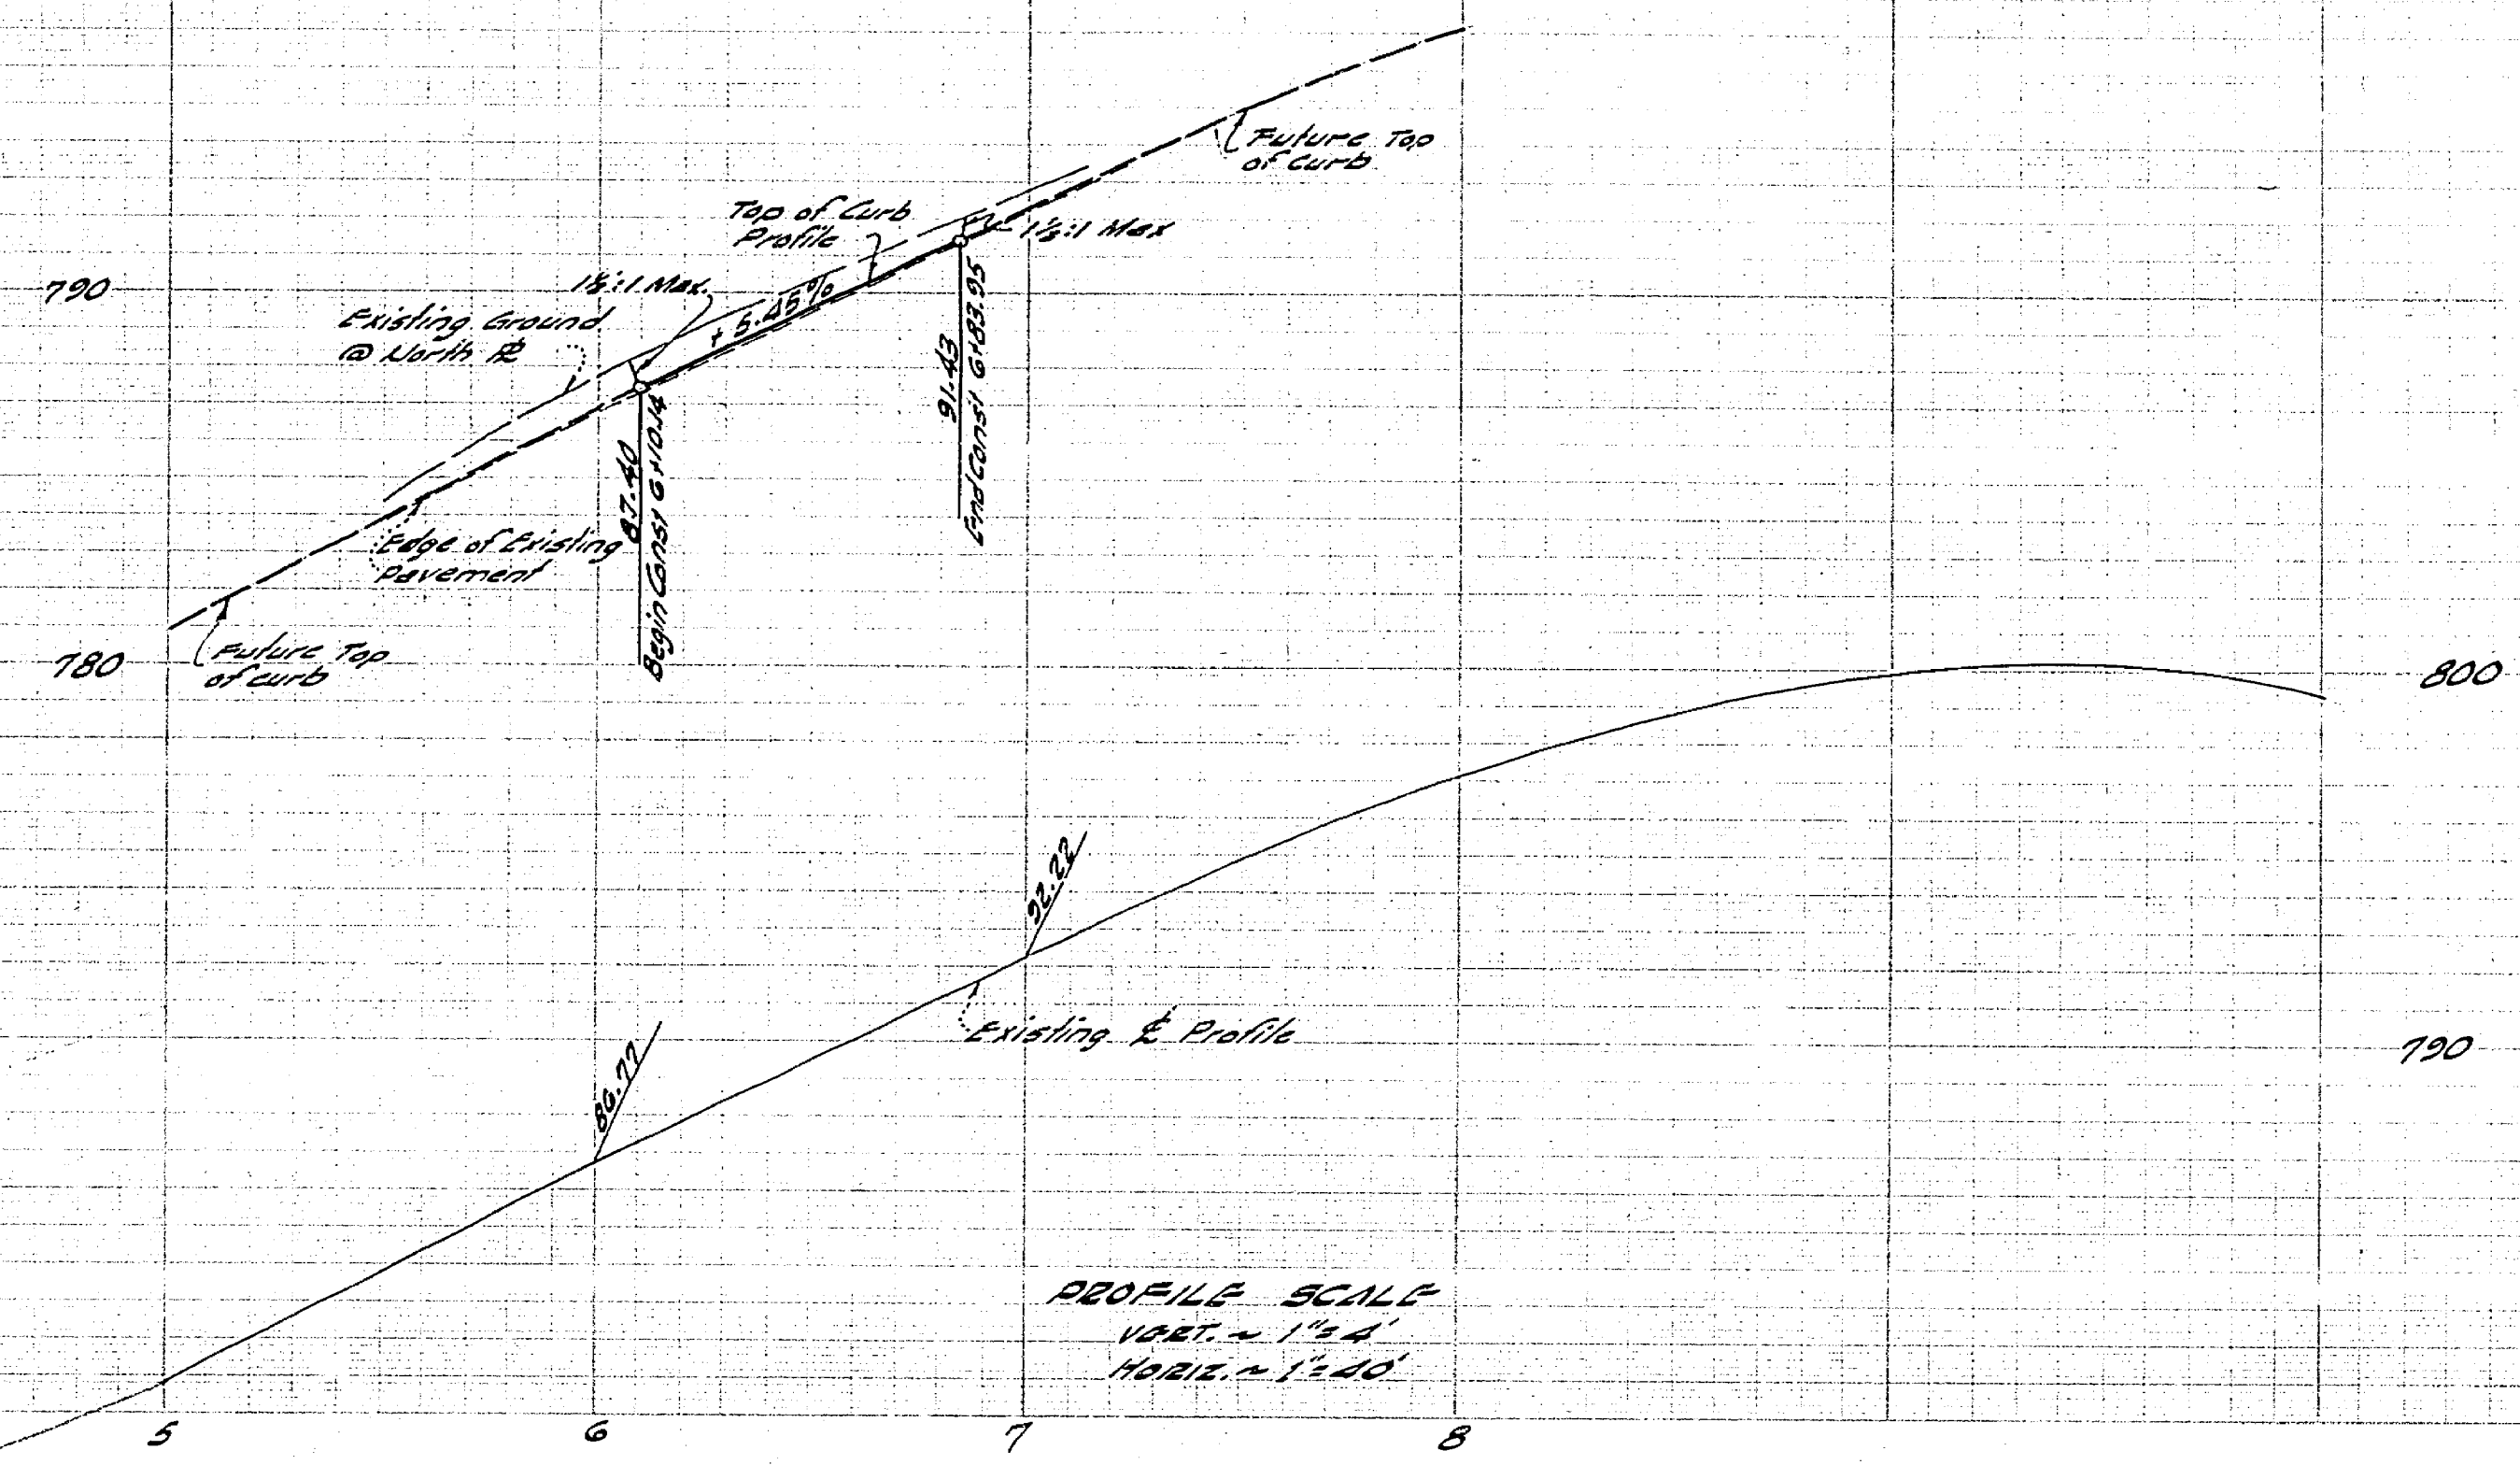 Future Top
of Curb
Top of Curb
Profile
1½:1 Max
790
1½:1 Max.
+5.45%
Existing Ground
@ North ⅊
91.43
End Const 6+83.95
87.40
Begin Const 6+10.14
Edge of Existing
Pavement
Future Top
of curb
780
800
92.22
Existing ℄ Profile
790
86.77
PROFILE SCALE
VERT. ~ 1"=4'
HORIZ. ~ 1"=40'
5 6 7 8